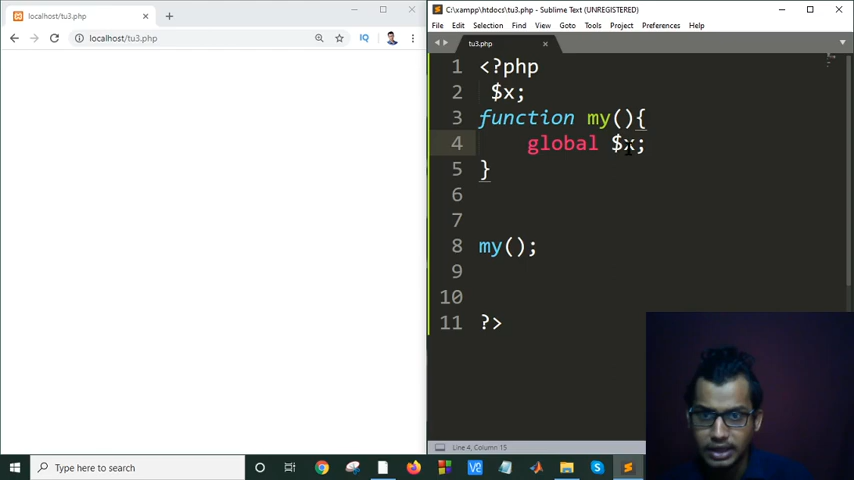 localhost/tu3.php
localhost/tu3.php
IQ
C:\xampp\htdocs\tu3.php - Sublime Text (UNREGISTERED)
File Edit Selection Find View Goto Tools Project Preferences Help
tu3.php
1 <?php
2 $x;
3 function my(){
4 global $x;
5 }
6
7
8 my();
9
10
11 ?>
Line 4, Column 15
Type here to search